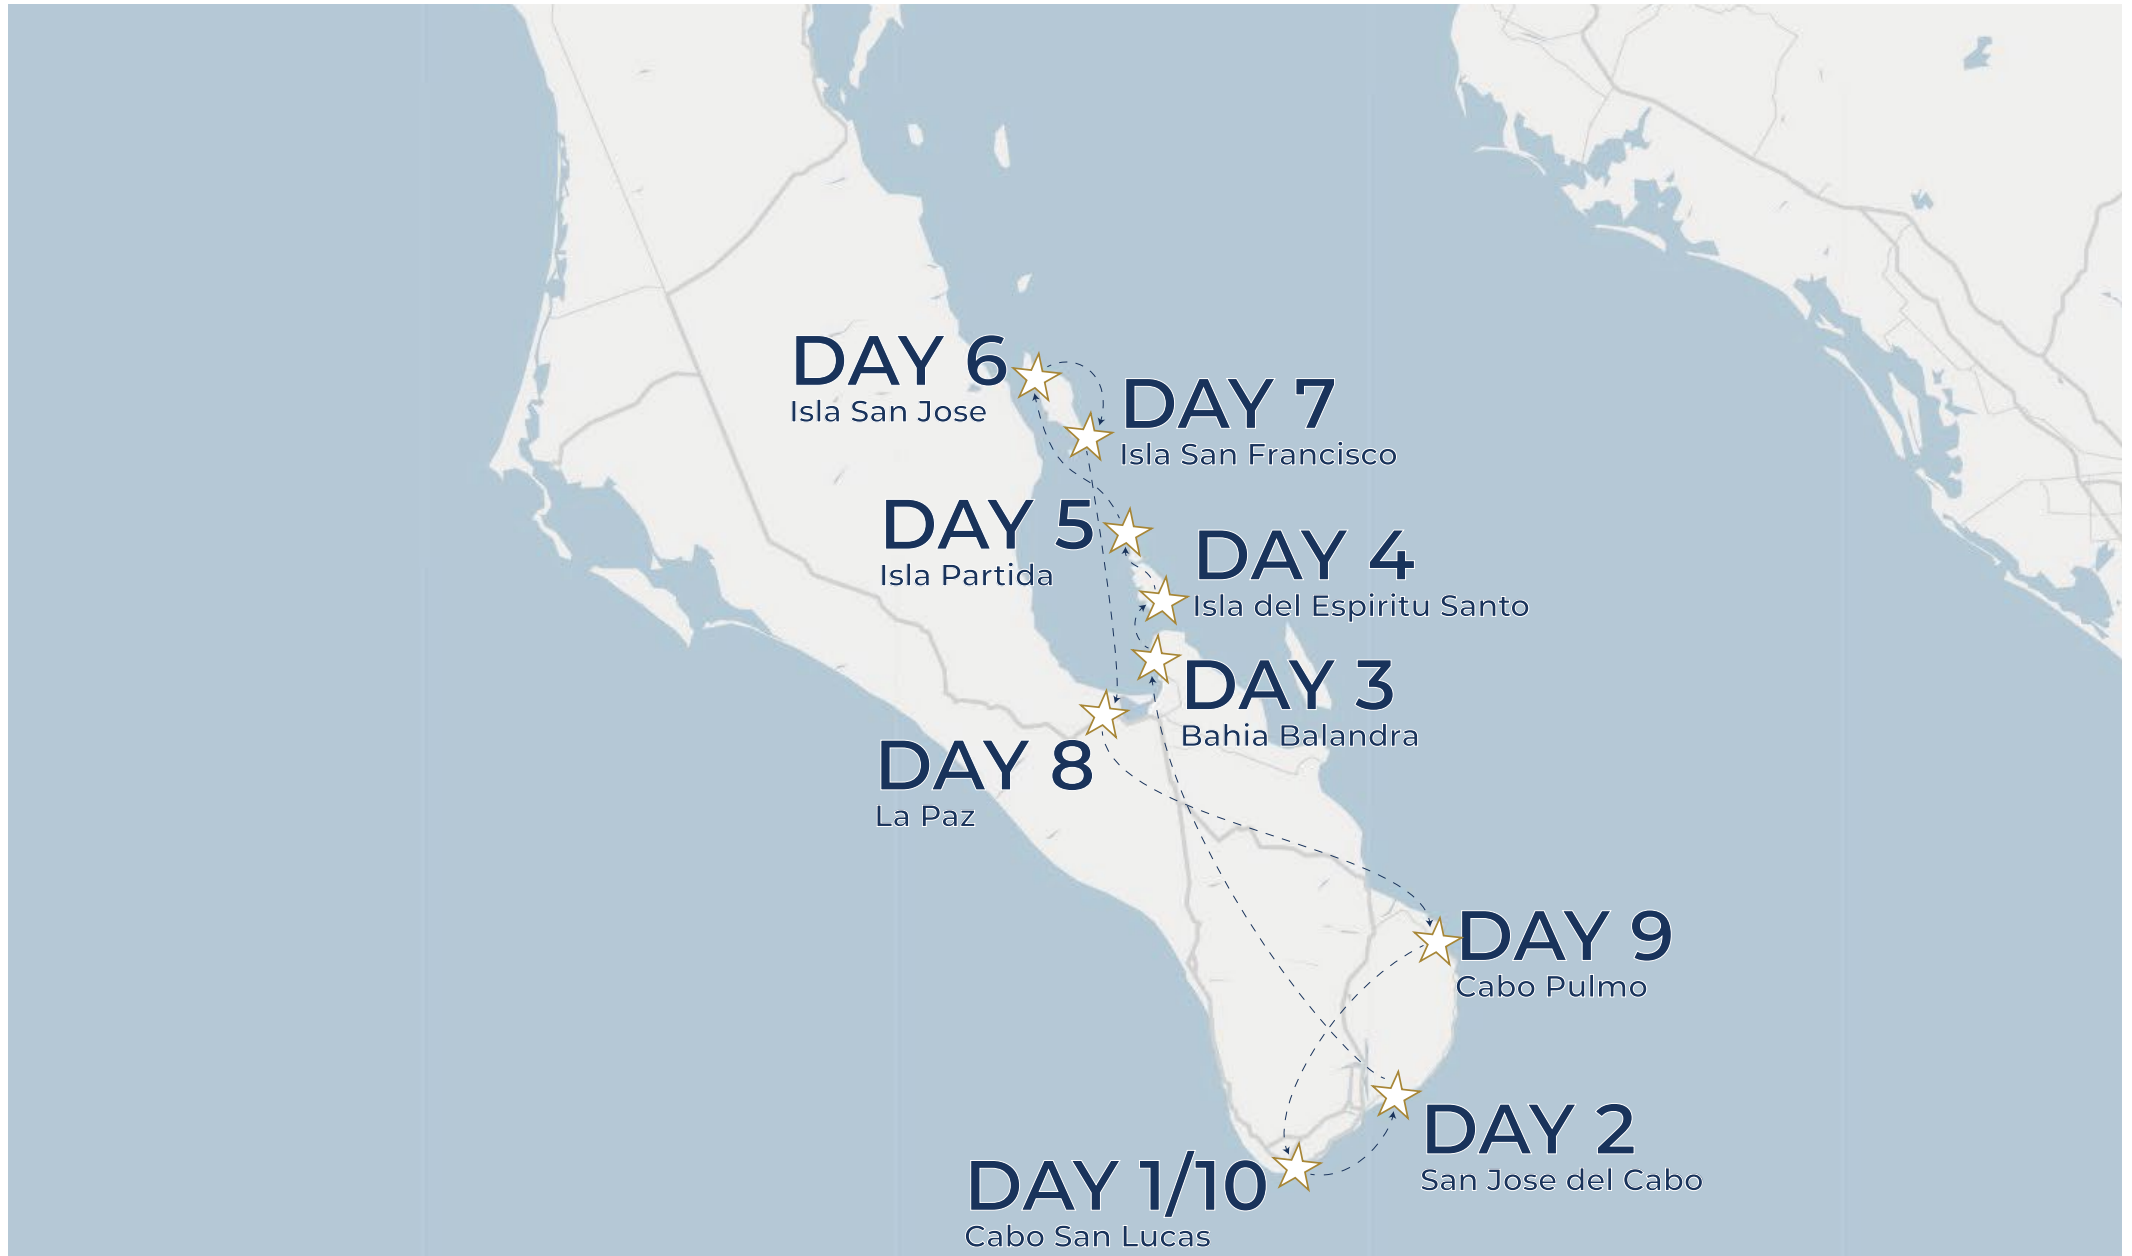 DAY 6
Isla San Jose
DAY 7
Isla San Francisco
DAY 5
Isla Partida
DAY 4
Isla del Espiritu Santo
DAY 3
Bahia Balandra
DAY 8
La Paz
DAY 9
Cabo Pulmo
DAY 2
San Jose del Cabo
DAY 1/10
Cabo San Lucas